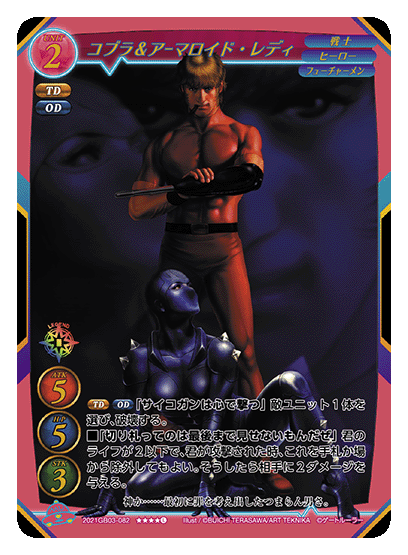 UNIT
2
コブラ&アーマロイド・レディ
戦士
ヒーロー
フューチャーメン
TD
OD
LEGEND
ATK
5
HP
5
STK
3
TD OD 「サイコガンは心で撃つ」敵ユニット1体を
選び、破壊する。
■「切り札ってのは最後まで見せないもんだぜ」君の
ライフが2以下で、君が攻撃された時、これを手札か場
から除外してもよい。そうしたら相手に2ダメージを
与える。
神か……最初に罪を考え出したつまらん男さ。
2021GB03-082 ★★★★L Illust / ©BUICHI TERASAWA/ART TEKNIKA ©ゲートルーラー